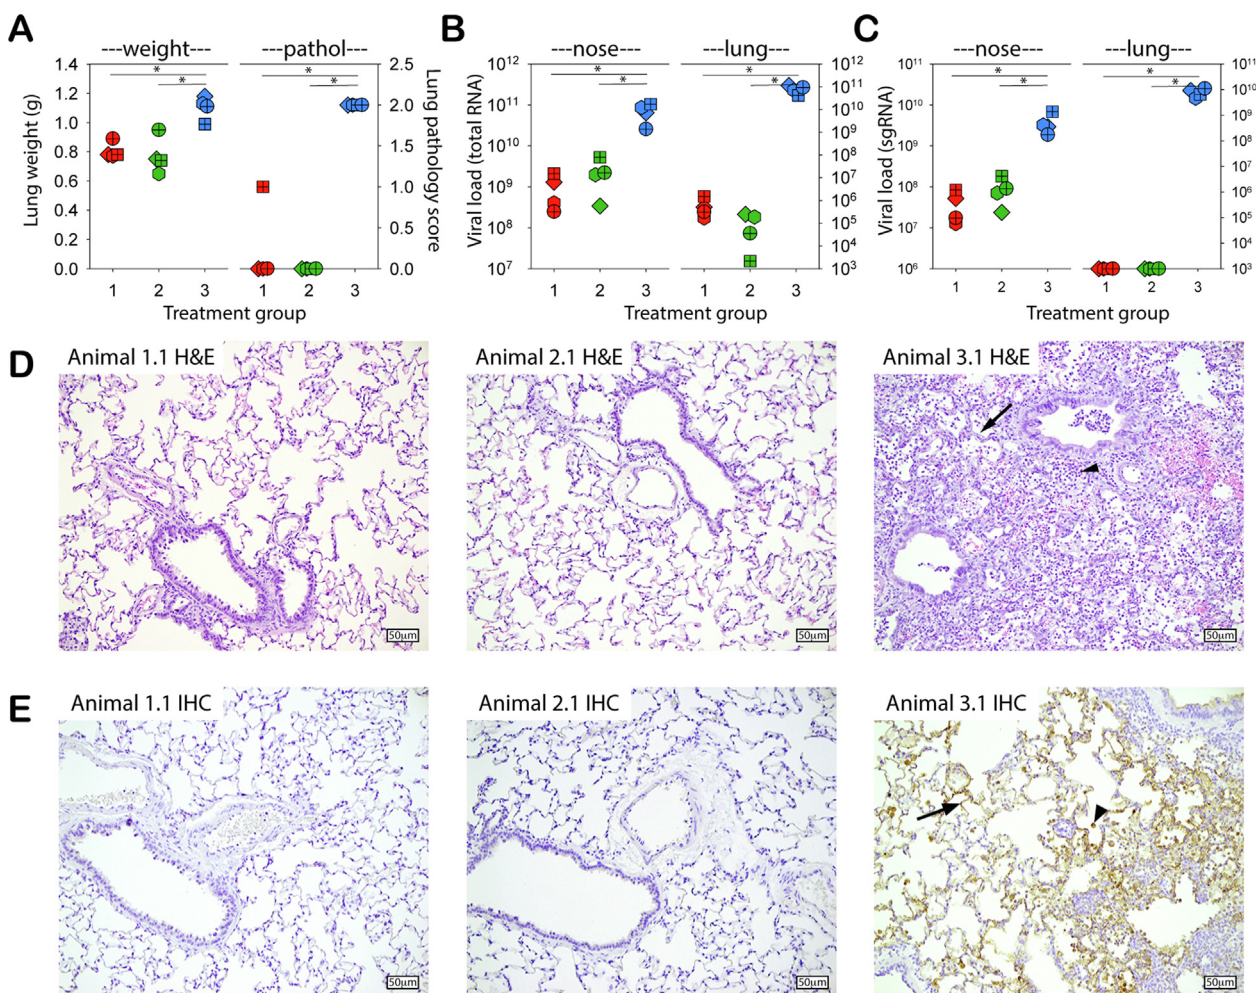 A
---weight---
---pathol---
*
*
*
*
1.4
1.2
1.0
0.8
0.6
0.4
0.2
0.0
Lung weight (g)
2.5
2.0
1.5
1.0
0.5
0.0
Lung pathology score
1 2 3 1 2 3
Treatment group
B
---nose---
---lung---
*
*
*
*
10¹²
10¹¹
10¹⁰
10⁹
10⁸
10⁷
Viral load (total RNA)
10¹²
10¹¹
10¹⁰
10⁹
10⁸
10⁷
10⁶
10⁵
10⁴
10³
1 2 3 1 2 3
Treatment group
C
---nose---
---lung---
*
*
*
*
10¹¹
10¹⁰
10⁸
10⁷
10⁶
Viral load (sgRNA)
10¹¹
10¹⁰
10⁹
10⁸
10⁷
10⁶
10⁵
10⁴
10³
1 2 3 1 2 3
Treatment group
D
Animal 1.1 H&E
50µm
Animal 2.1 H&E
50µm
Animal 3.1 H&E
50µm
E
Animal 1.1 IHC
50µm
Animal 2.1 IHC
50µm
Animal 3.1 IHC
50µm